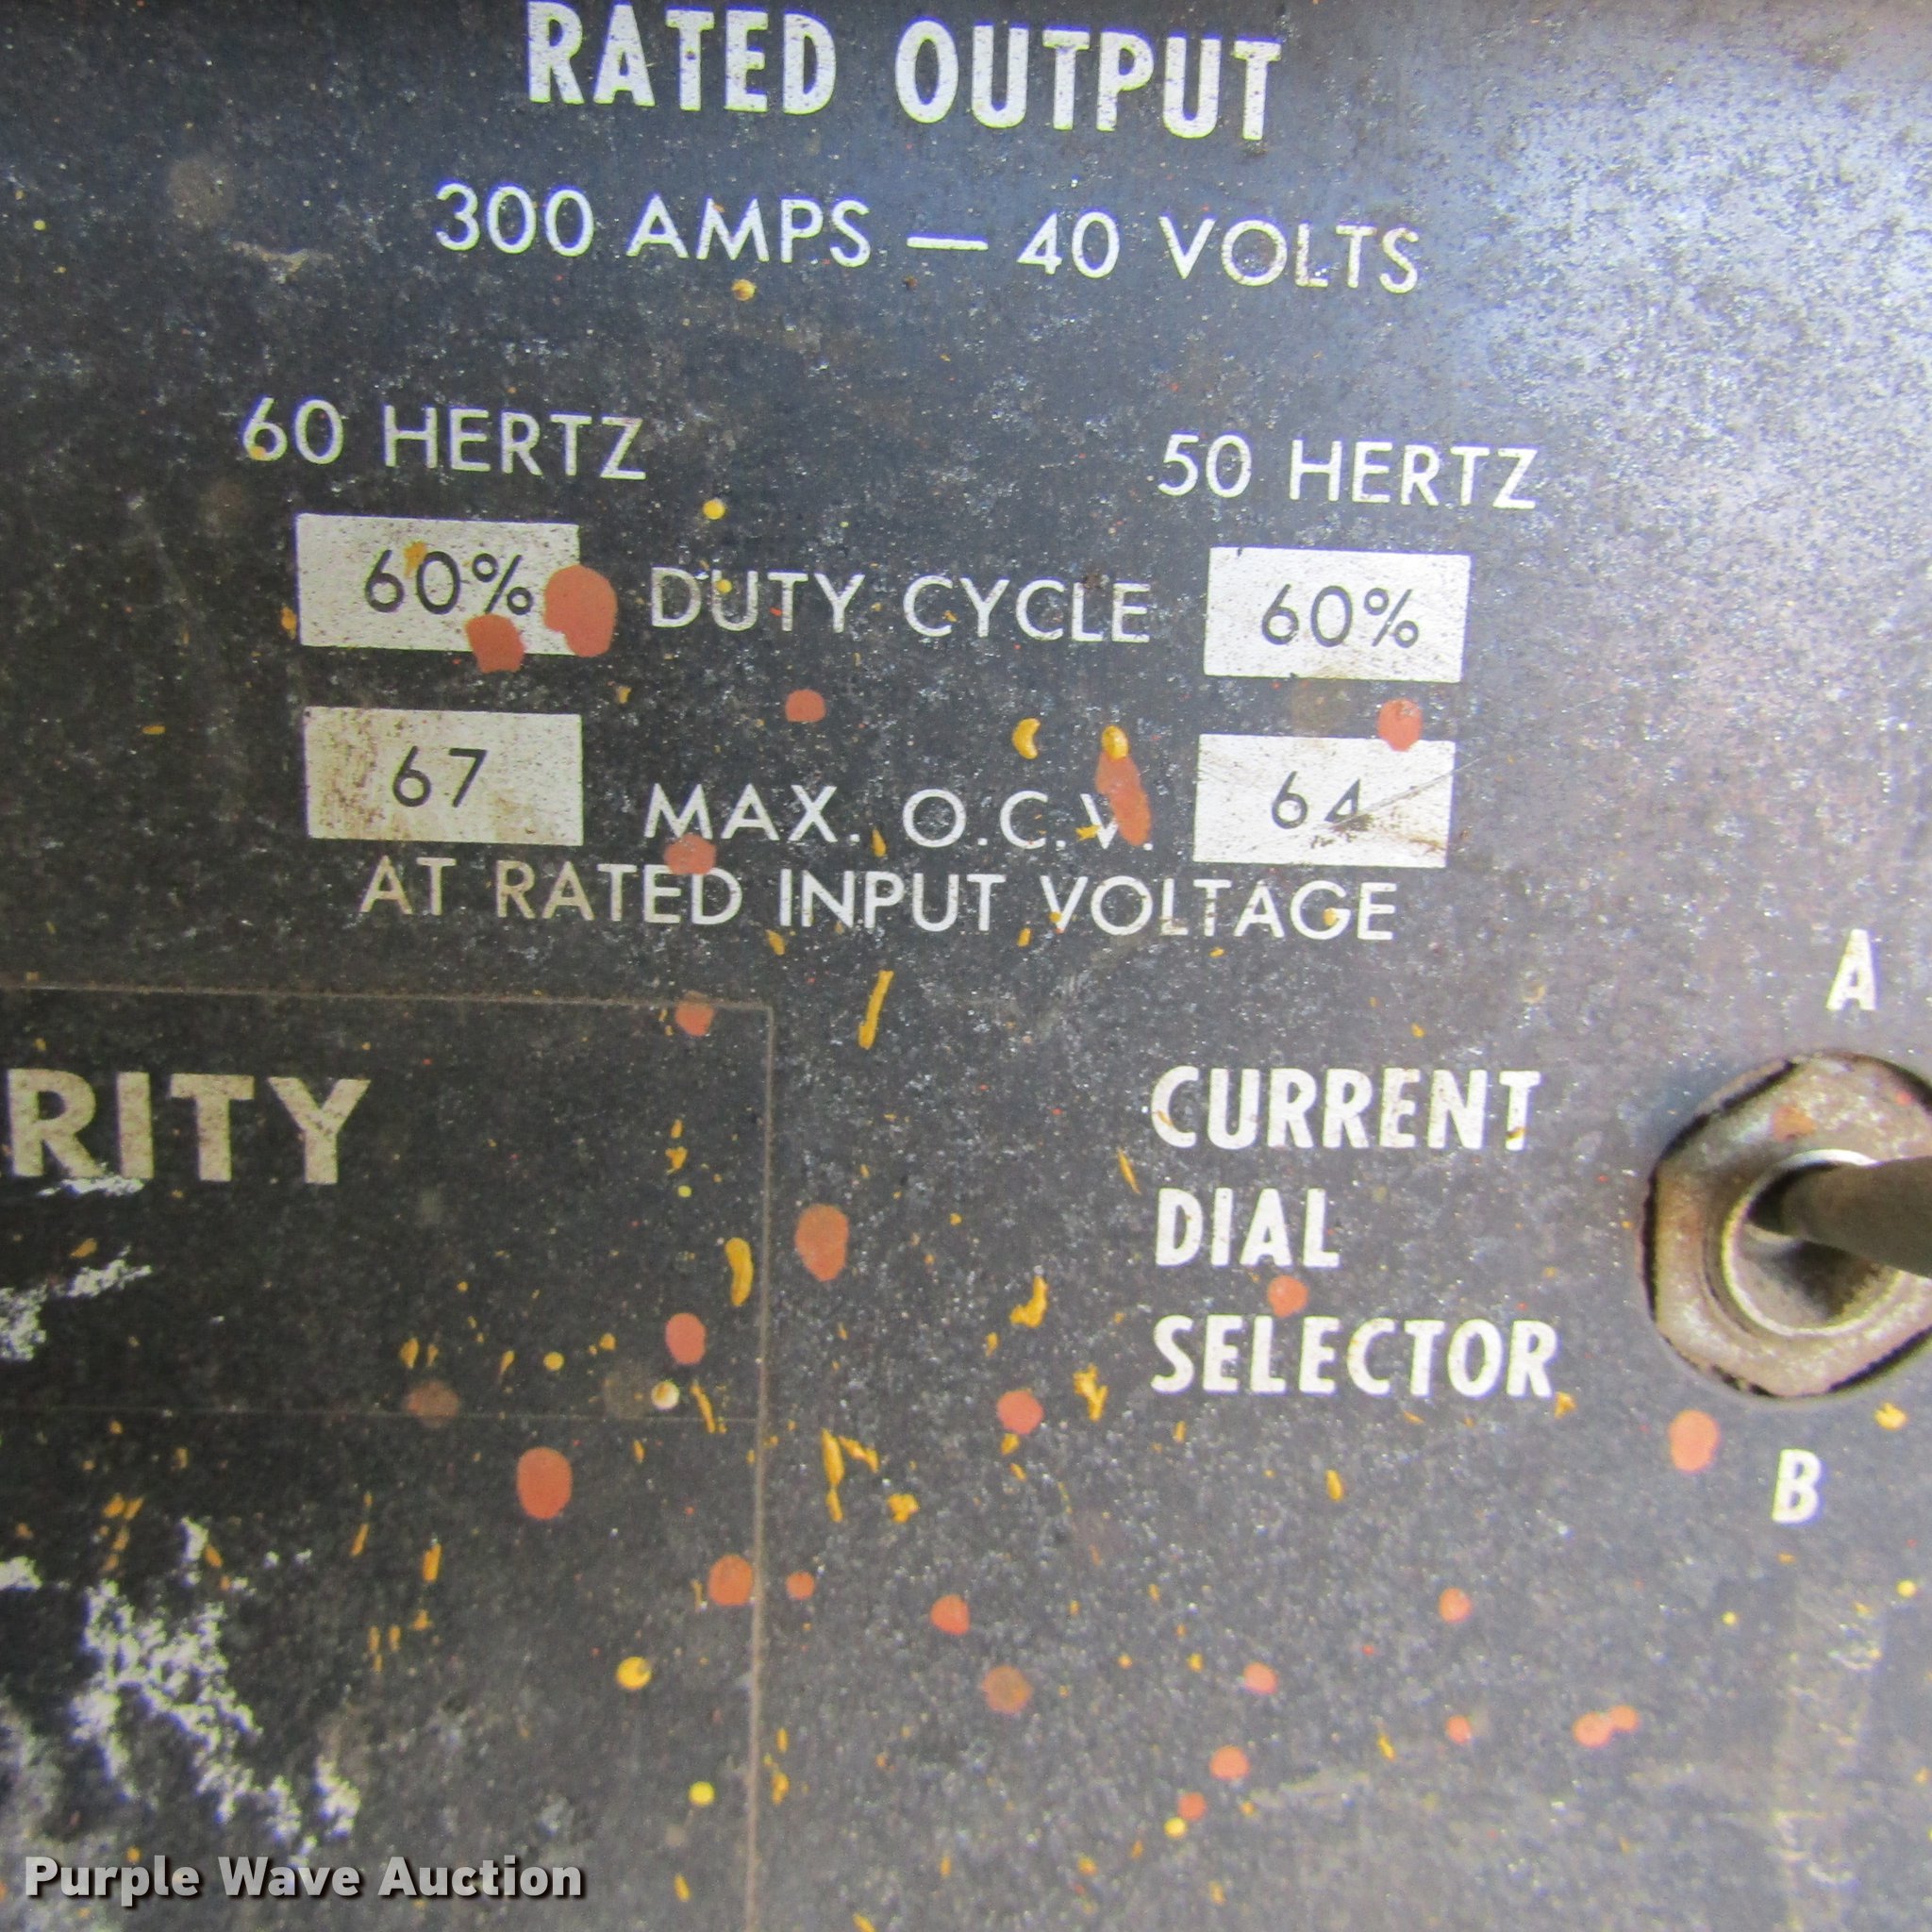 RATED OUTPUT
300 AMPS — 40 VOLTS
60 HERTZ 50 HERTZ
60% DUTY CYCLE 60%
67 MAX. O.C.V. 64
AT RATED INPUT VOLTAGE
A
RITY
CURRENT
DIAL
SELECTOR
B
Purple Wave Auction